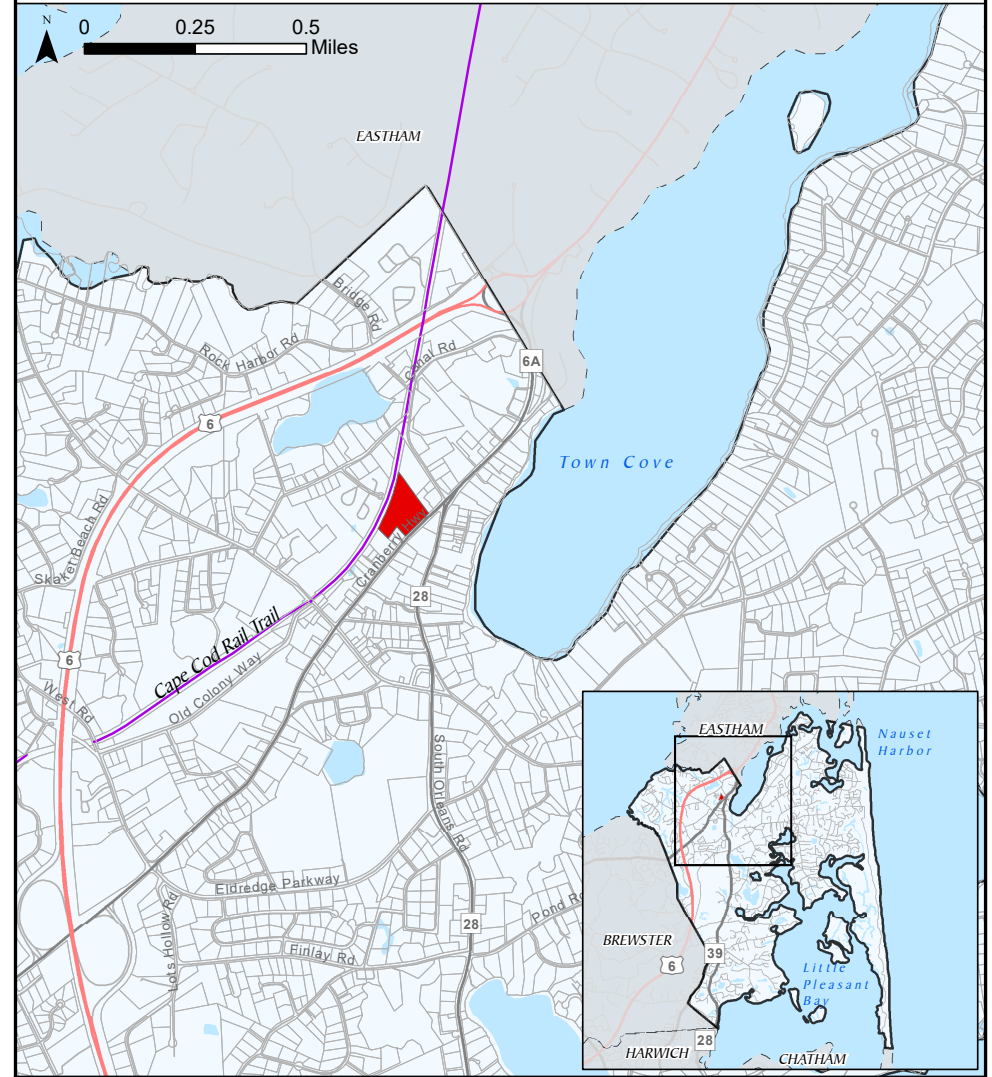 N
0 0.25 0.5
Miles
EASTHAM
Bridge Rd
Rock Harbor Rd
Canal Rd
6A
6
Town Cove
Skaket Beach Rd
Cranberry Hwy
28
Cape Cod Rail Trail
6
Old Colony Way
West Rd
South Orleans Rd
Eldredge Parkway
Lots Hollow Rd
Finlay Rd
28
Pond Rd
EASTHAM
Nauset
Harbor
BREWSTER
39
6
Little
Pleasant
Bay
28
HARWICH
CHATHAM